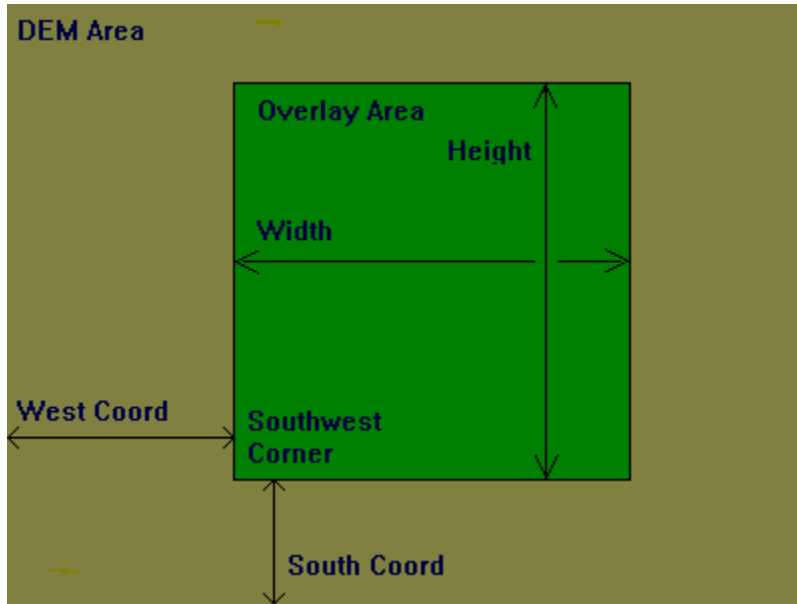 DEM Area
Overlay Area
Height
Width
West Coord
Southwest
Corner
South Coord